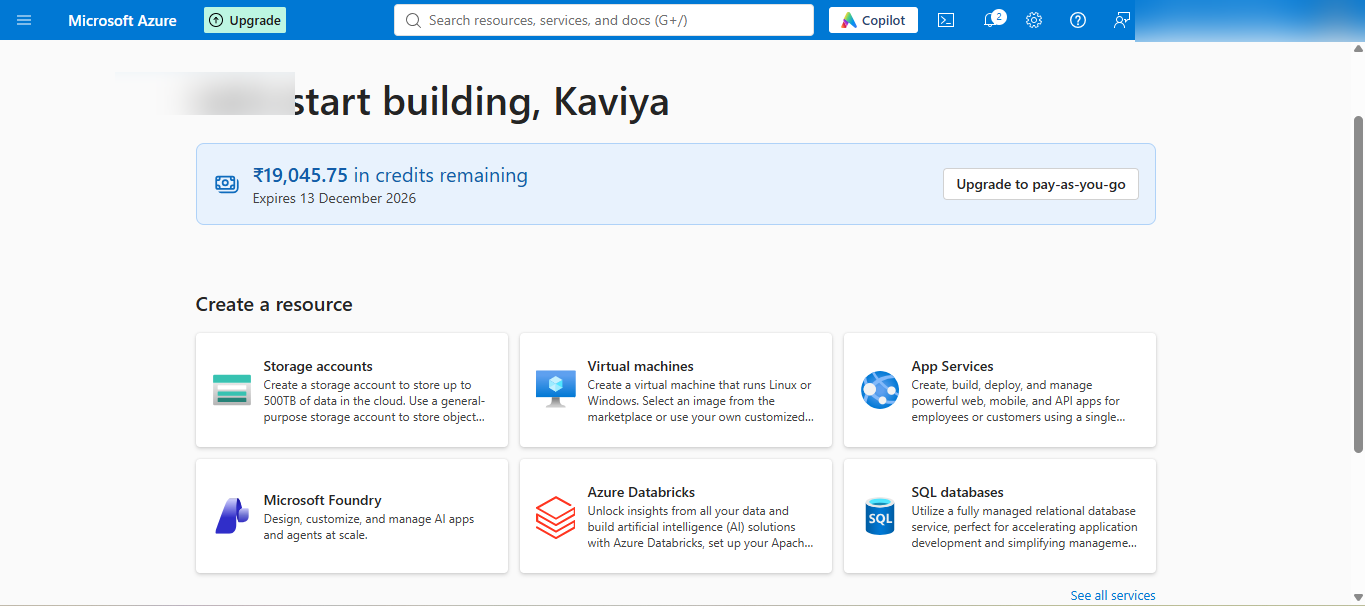 Microsoft Azure
Upgrade
Search resources, services, and docs (G+/)
Copilot
2
start building, Kaviya
₹19,045.75 in credits remaining
Expires 13 December 2026
Upgrade to pay-as-you-go
Create a resource
Storage accounts
Create a storage account to store up to
500TB of data in the cloud. Use a general-
purpose storage account to store object...
Virtual machines
Create a virtual machine that runs Linux or
Windows. Select an image from the
marketplace or use your own customized...
App Services
Create, build, deploy, and manage
powerful web, mobile, and API apps for
employees or customers using a single...
Microsoft Foundry
Design, customize, and manage AI apps
and agents at scale.
Azure Databricks
Unlock insights from all your data and
build artificial intelligence (AI) solutions
with Azure Databricks, set up your Apach...
SQL databases
SQL
Utilize a fully managed relational database
service, perfect for accelerating application
development and simplifying manageme...
See all services